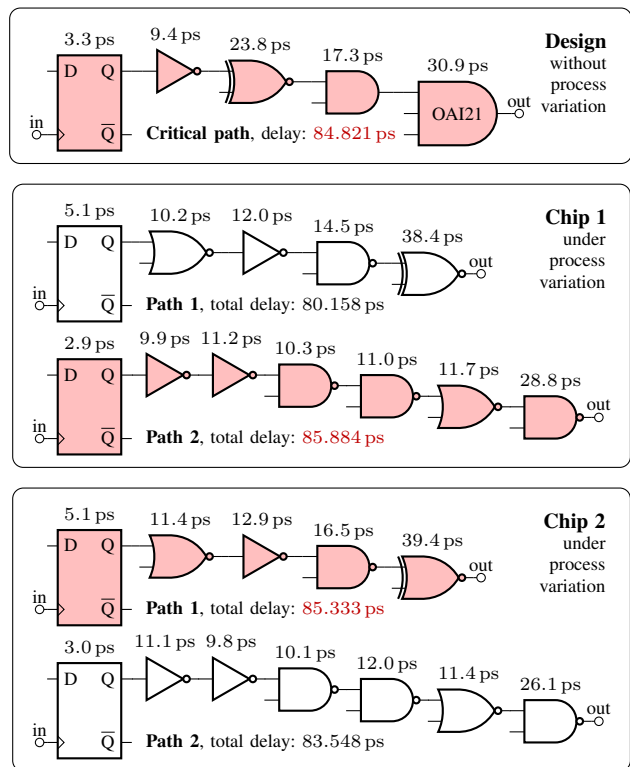 3.3 ps 9.4 ps 23.8 ps 17.3 ps 30.9 ps Design
without
process
variation
D Q
OAI21 out
in Q̅ Critical path, delay: 84.821 ps
5.1 ps 10.2 ps 12.0 ps 14.5 ps 38.4 ps Chip 1
under
process
variation
D Q out
in Q̅ Path 1, total delay: 80.158 ps
2.9 ps 9.9 ps 11.2 ps 10.3 ps 11.0 ps 11.7 ps 28.8 ps
D Q out
in Q̅ Path 2, total delay: 85.884 ps
5.1 ps 11.4 ps 12.9 ps 16.5 ps 39.4 ps Chip 2
under
process
variation
D Q out
in Q̅ Path 1, total delay: 85.333 ps
3.0 ps 11.1 ps 9.8 ps 10.1 ps 12.0 ps 11.4 ps 26.1 ps
D Q out
in Q̅ Path 2, total delay: 83.548 ps